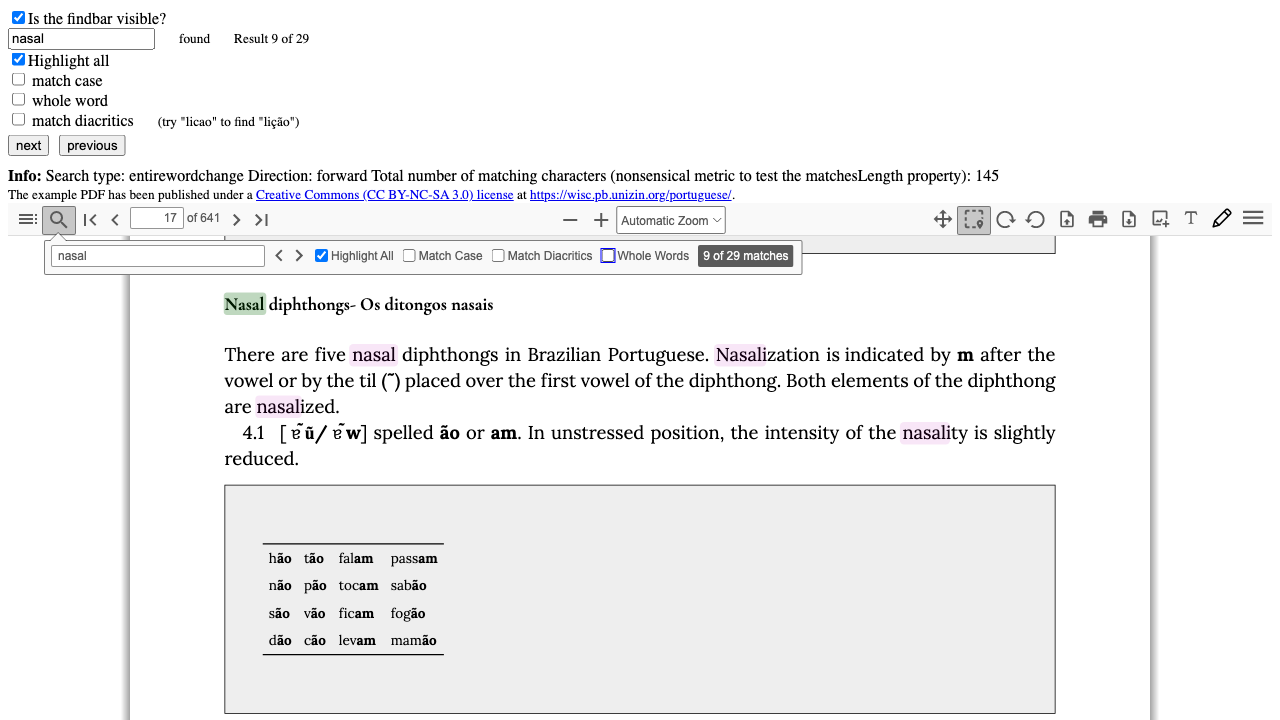 Is the findbar visible?
nasal found Result 9 of 29
Highlight all
match case
whole word
match diacritics (try "licao" to find "lição")
next previous
Info: Search type: entirewordchange Direction: forward Total number of matching characters (nonsensical metric to test the matchesLength property): 145
The example PDF has been published under a Creative Commons (CC BY-NC-SA 3.0) license at https://wisc.pb.unizin.org/portuguese/.
17 of 641 Automatic Zoom
nasal Highlight All Match Case Match Diacritics Whole Words 9 of 29 matches
Nasal diphthongs- Os ditongos nasais
There are five nasal diphthongs in Brazilian Portuguese. Nasalization is indicated by m after the
vowel or by the til (˜) placed over the first vowel of the diphthong. Both elements of the diphthong
are nasalized.
4.1 [ ɐ̃ ũ/ ɐ̃ w] spelled ão or am. In unstressed position, the intensity of the nasality is slightly
reduced.
hão tão falam passam
não pão tocam sabão
são vão ficam fogão
dão cão levam mamão